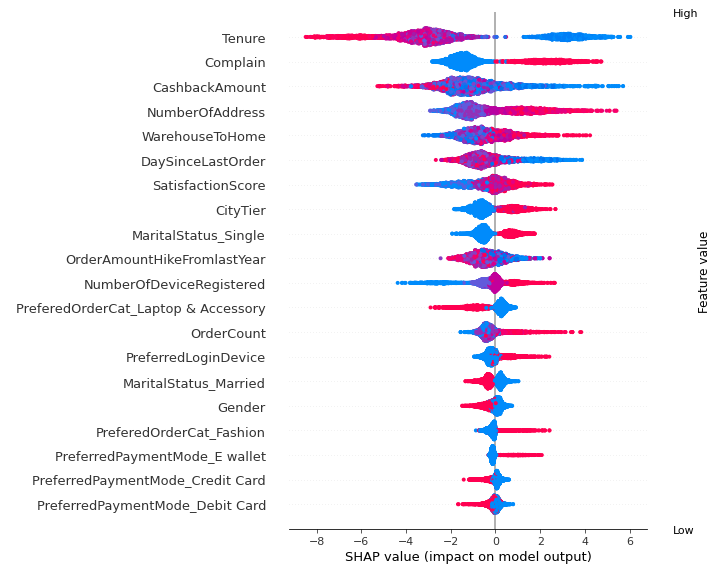 High
Tenure
Complain
CashbackAmount
NumberOfAddress
WarehouseToHome
DaySinceLastOrder
SatisfactionScore
CityTier
MaritalStatus_Single
OrderAmountHikeFromlastYear
NumberOfDeviceRegistered
PreferedOrderCat_Laptop & Accessory
OrderCount
PreferredLoginDevice
MaritalStatus_Married
Gender
PreferedOrderCat_Fashion
PreferredPaymentMode_E wallet
PreferredPaymentMode_Credit Card
PreferredPaymentMode_Debit Card
Feature value
Low
−8 −6 −4 −2 0 2 4 6
SHAP value (impact on model output)